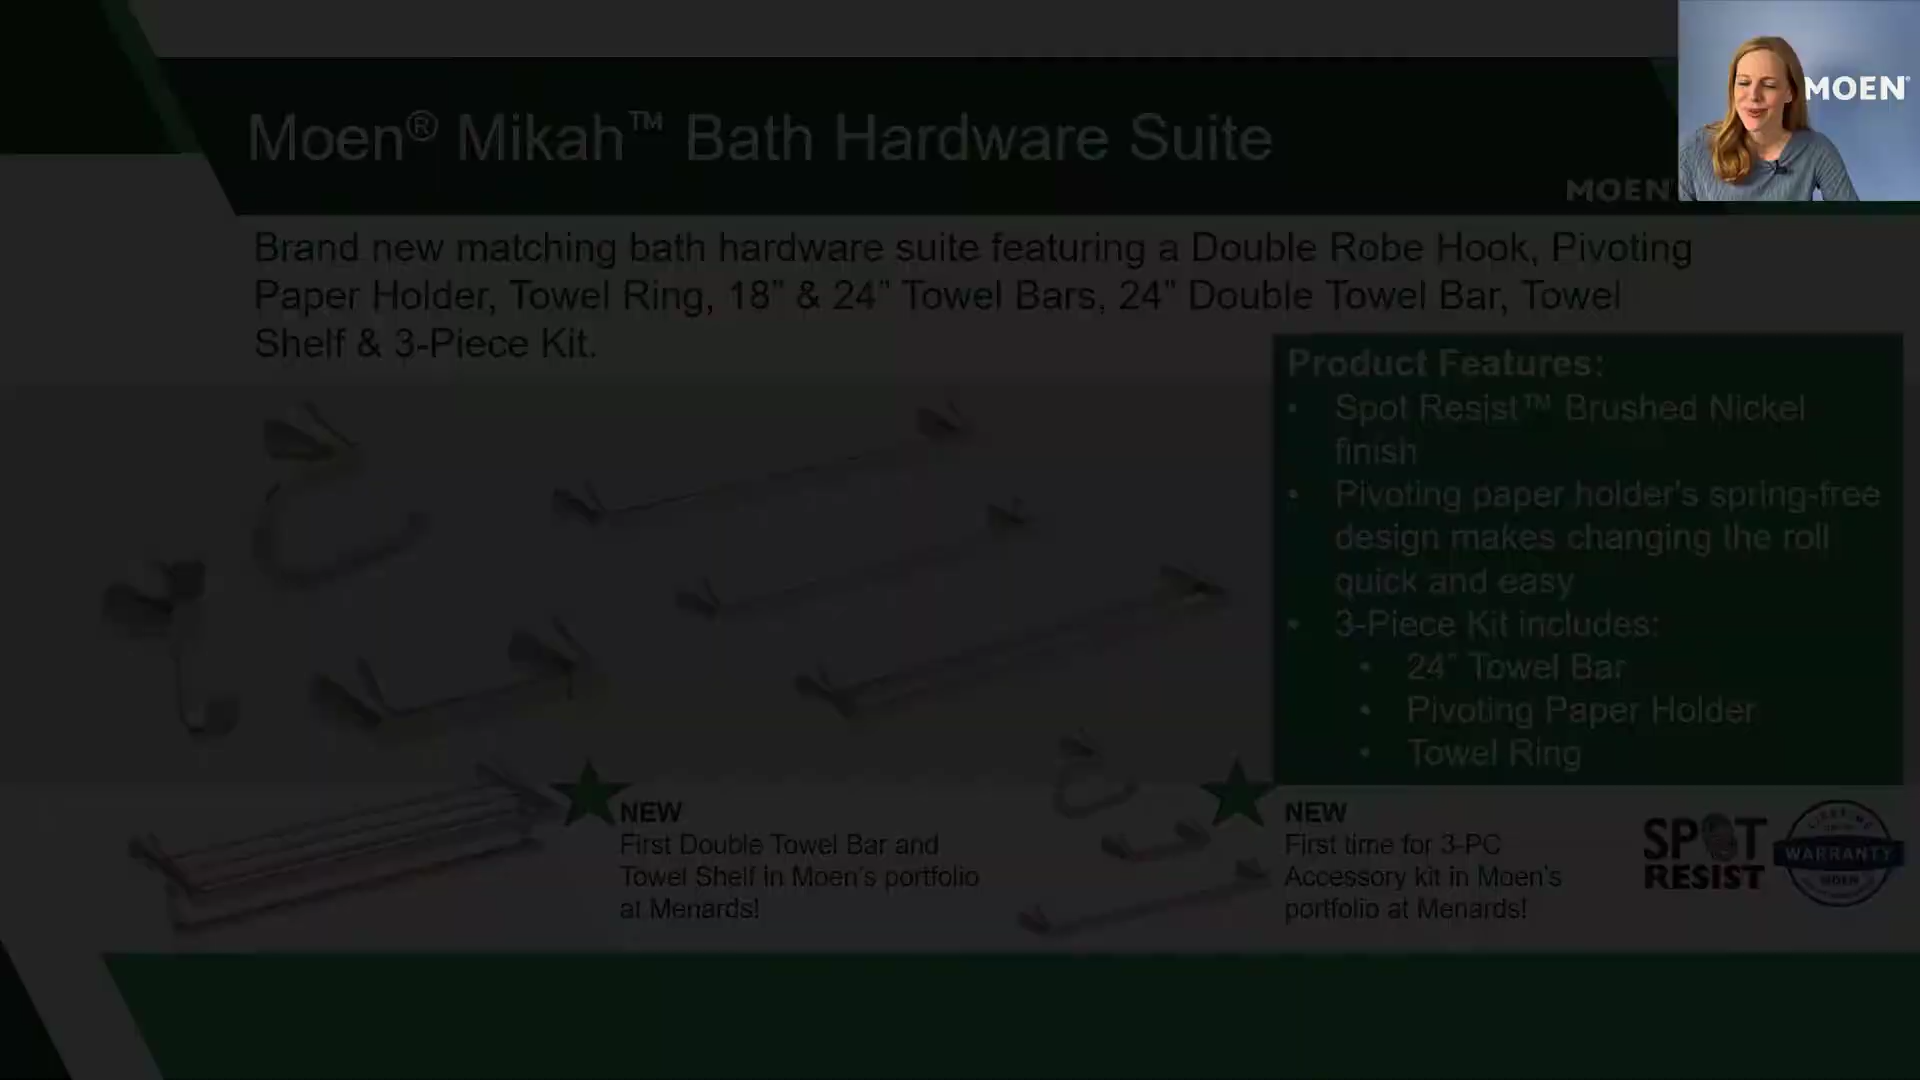 MOEN®
Moen® Mikah™ Bath Hardware Suite
MOEN®
Brand new matching bath hardware suite featuring a Double Robe Hook, Pivoting
Paper Holder, Towel Ring, 18” & 24” Towel Bars, 24” Double Towel Bar, Towel
Shelf & 3-Piece Kit.
Product Features:
• Spot Resist™ Brushed Nickel
finish
• Pivoting paper holder's spring-free
design makes changing the roll
quick and easy
• 3-Piece Kit includes:
• 24” Towel Bar
• Pivoting Paper Holder
• Towel Ring
NEW
First Double Towel Bar and
Towel Shelf in Moen's portfolio
at Menards!
NEW
First time for 3-PC
Accessory kit in Moen's
portfolio at Menards!
SPOT
RESIST
LIFETIME
WARRANTY
MOEN